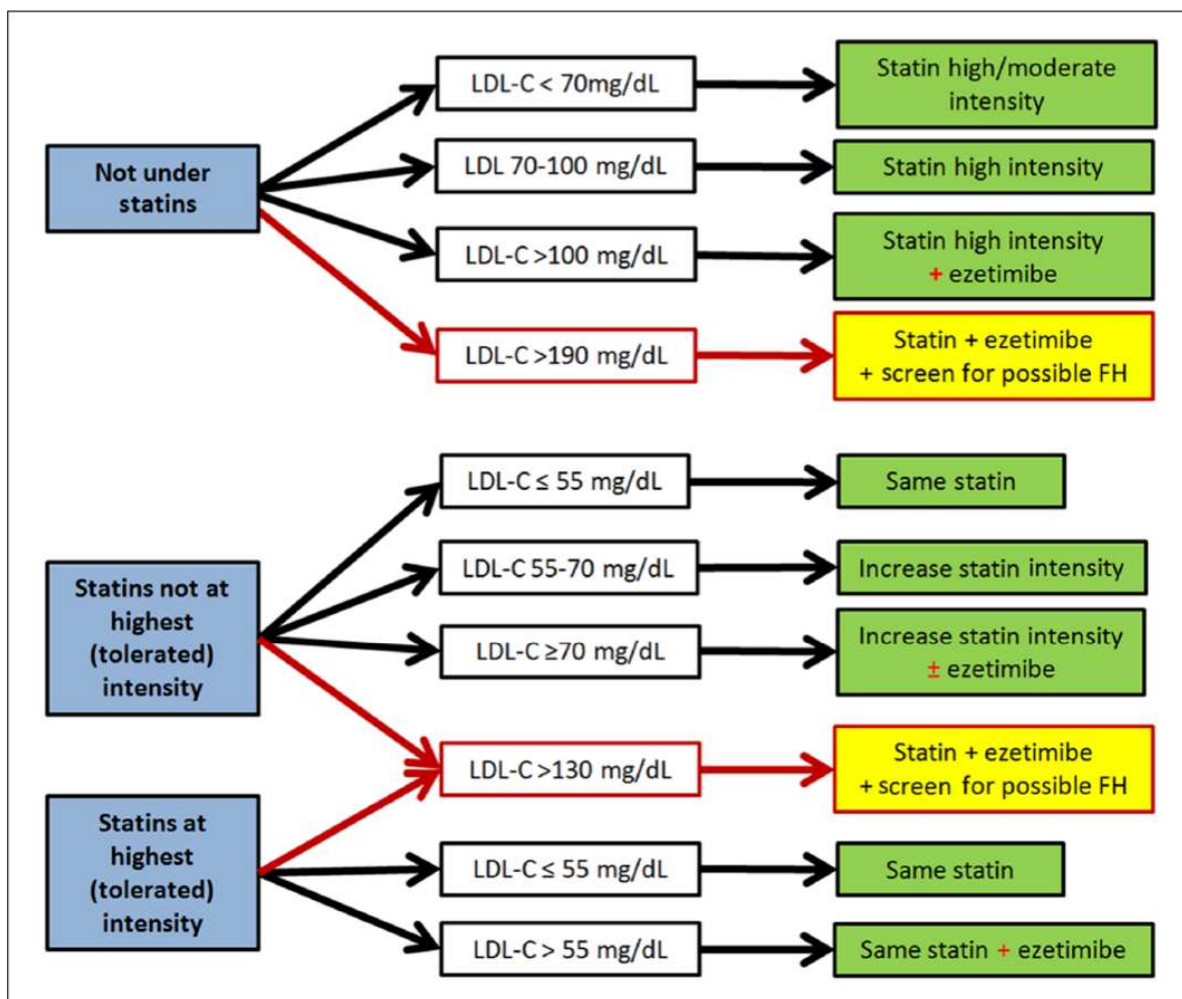 Not under
statins
LDL-C < 70mg/dL
Statin high/moderate
intensity
LDL 70-100 mg/dL
Statin high intensity
LDL-C >100 mg/dL
Statin high intensity
+ ezetimibe
LDL-C >190 mg/dL
Statin + ezetimibe
+ screen for possible FH
Statins not at
highest
(tolerated)
intensity
LDL-C ≤ 55 mg/dL
Same statin
LDL-C 55-70 mg/dL
Increase statin intensity
LDL-C ≥70 mg/dL
Increase statin intensity
± ezetimibe
LDL-C >130 mg/dL
Statin + ezetimibe
+ screen for possible FH
Statins at
highest
(tolerated)
intensity
LDL-C ≤ 55 mg/dL
Same statin
LDL-C > 55 mg/dL
Same statin + ezetimibe